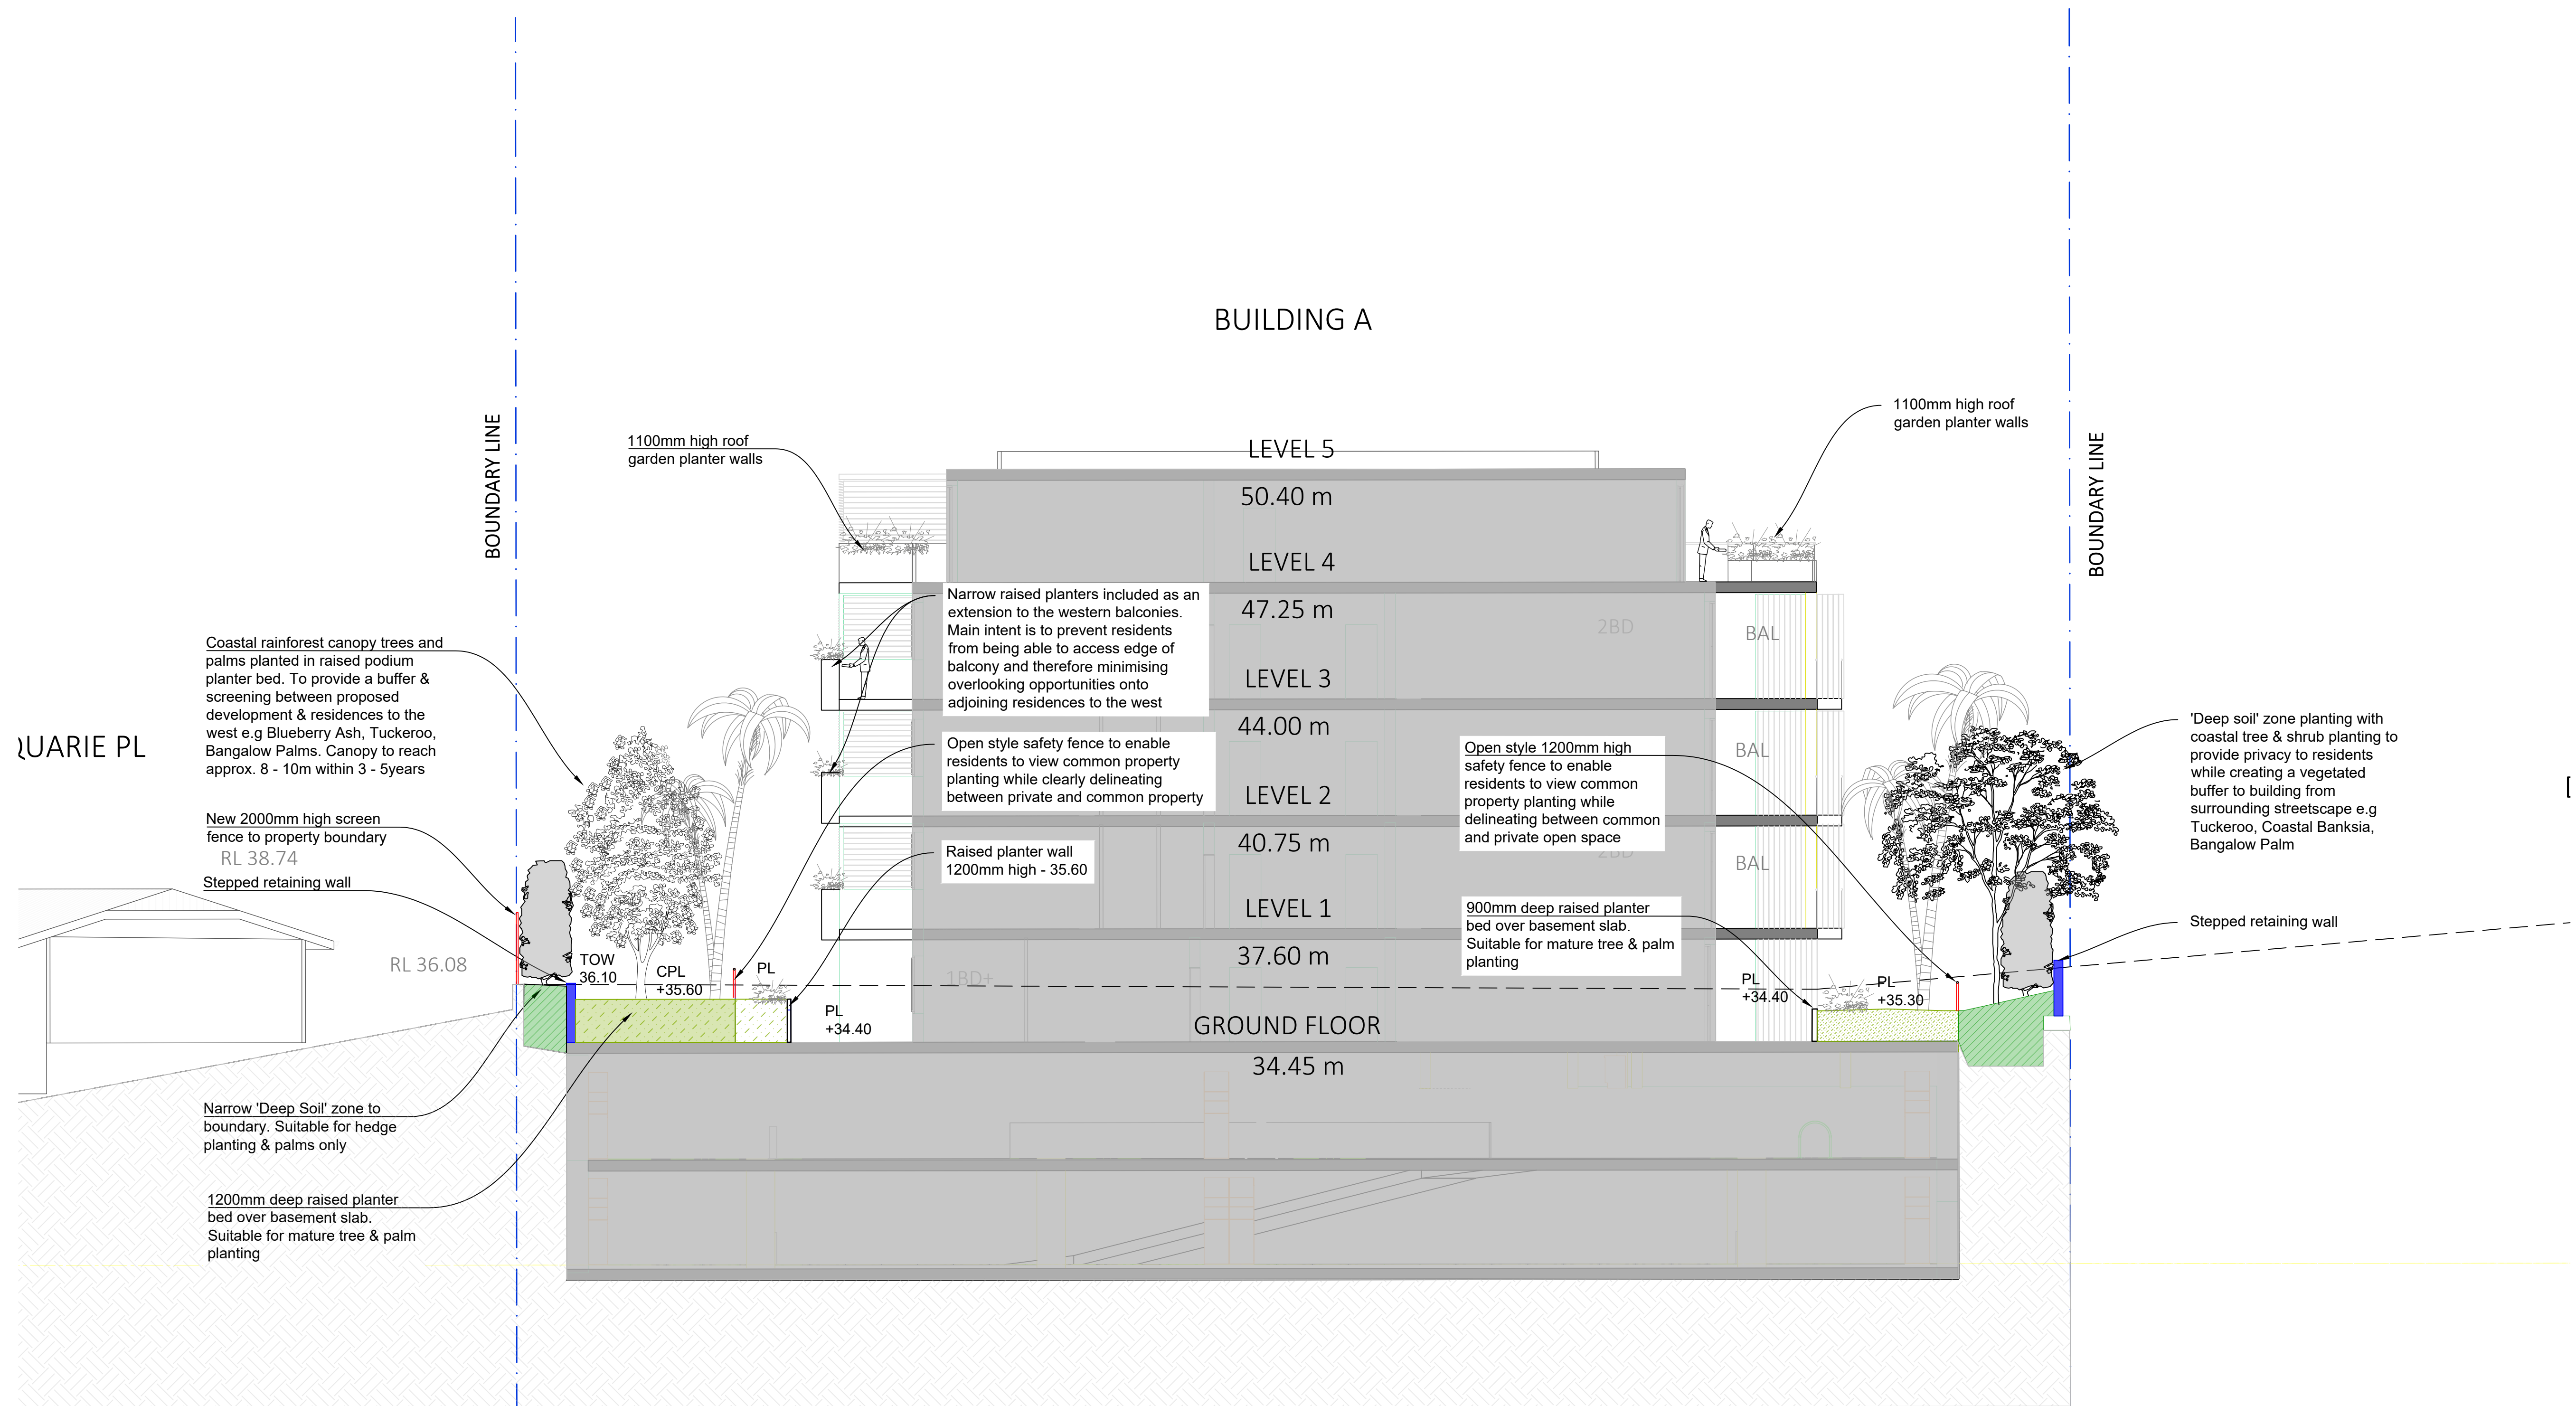 BUILDING A
BOUNDARY LINE
BOUNDARY LINE
1100mm high roof
garden planter walls
1100mm high roof
garden planter walls
LEVEL 5
50.40 m
LEVEL 4
47.25 m
LEVEL 3
44.00 m
LEVEL 2
40.75 m
LEVEL 1
37.60 m
GROUND FLOOR
34.45 m
Narrow raised planters included as an
extension to the western balconies.
Main intent is to prevent residents
from being able to access edge of
balcony and therefore minimising
overlooking opportunities onto
adjoining residences to the west
Open style safety fence to enable
residents to view common property
planting while clearly delineating
between private and common property
Raised planter wall
1200mm high - 35.60
2BD
BAL
BAL
2BD
BAL
1BD+
Open style 1200mm high
safety fence to enable
residents to view common
property planting while
delineating between common
and private open space
900mm deep raised planter
bed over basement slab.
Suitable for mature tree & palm
planting
Coastal rainforest canopy trees and
palms planted in raised podium
planter bed. To provide a buffer &
screening between proposed
development & residences to the
west e.g Blueberry Ash, Tuckeroo,
Bangalow Palms. Canopy to reach
approx. 8 - 10m within 3 - 5years
QUARIE PL
New 2000mm high screen
fence to property boundary
RL 38.74
Stepped retaining wall
RL 36.08
TOW
36.10
CPL
+35.60
PL
PL
+34.40
PL
+34.40
PL
+35.30
'Deep soil' zone planting with
coastal tree & shrub planting to
provide privacy to residents
while creating a vegetated
buffer to building from
surrounding streetscape e.g
Tuckeroo, Coastal Banksia,
Bangalow Palm
Stepped retaining wall
Narrow 'Deep Soil' zone to
boundary. Suitable for hedge
planting & palms only
1200mm deep raised planter
bed over basement slab.
Suitable for mature tree & palm
planting